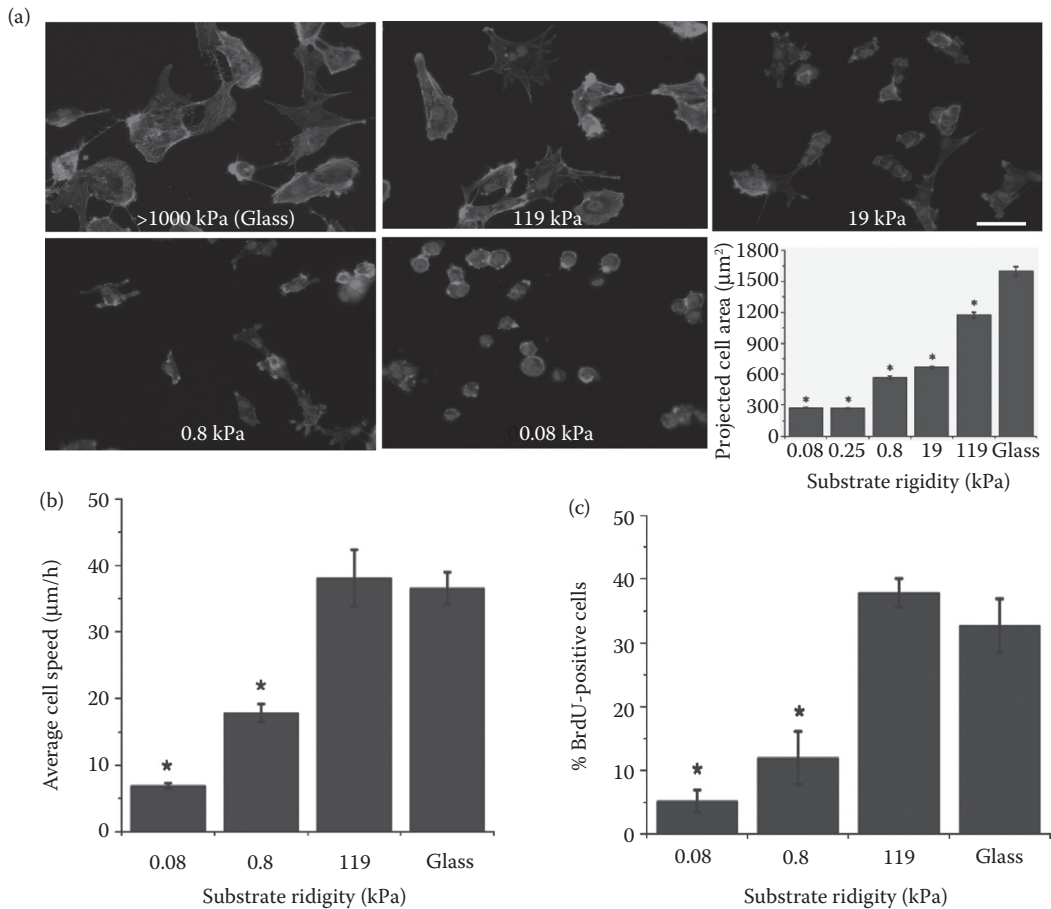 (a)
>1000 kPa (Glass)
119 kPa
19 kPa
0.8 kPa
0.08 kPa
Projected cell area (μm²)
1800
1500
1200
900
600
300
0
* * * * *
0.08 0.25 0.8 19 119 Glass
Substrate rigidity (kPa)
(b)
Average cell speed (μm/h)
50
40
30
20
10
0
* *
0.08 0.8 119 Glass
Substrate ridigity (kPa)
(c)
% BrdU-positive cells
50
40
30
20
10
0
* *
0.08 0.8 119 Glass
Substrate ridigity (kPa)